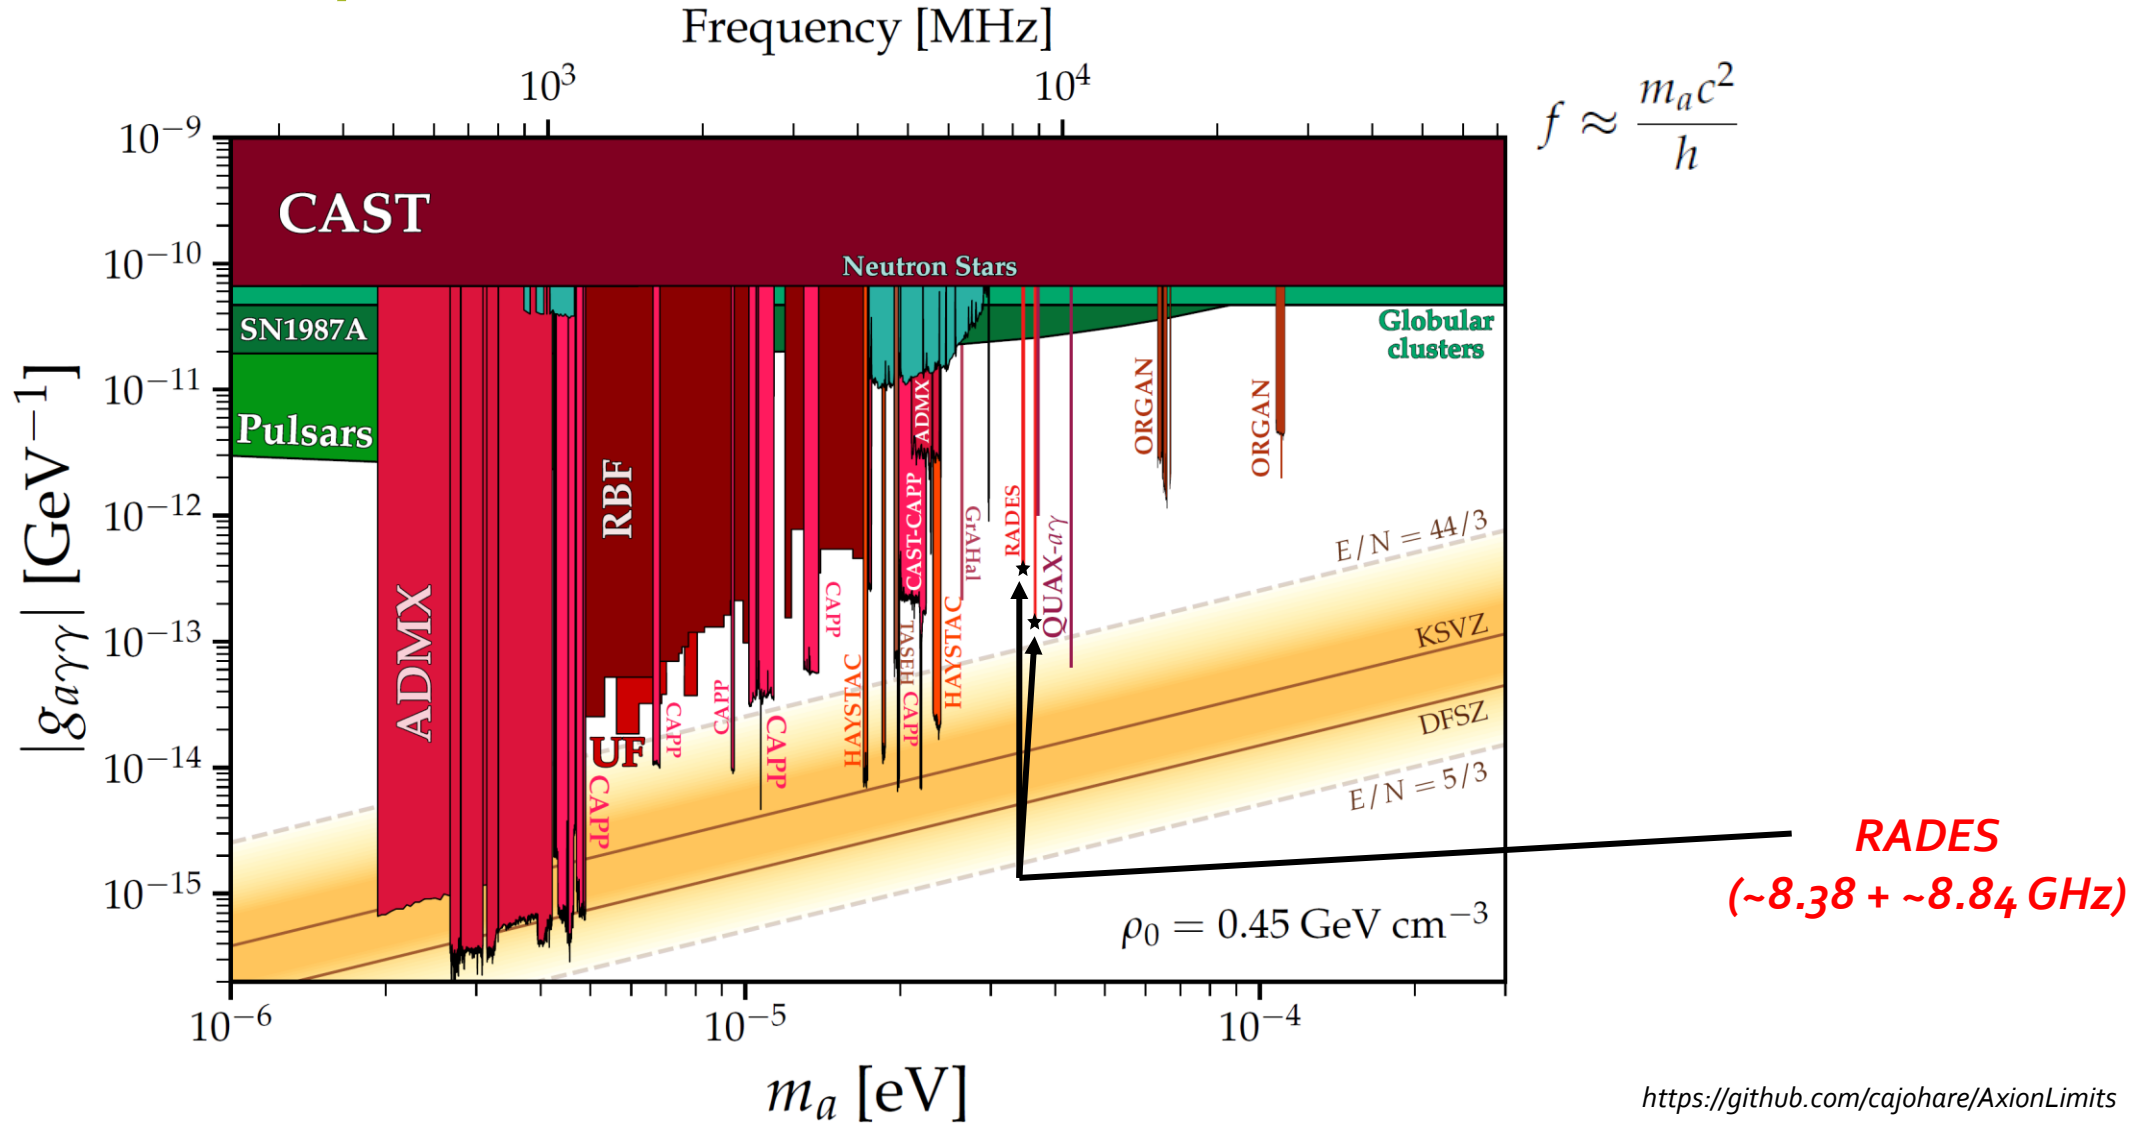 Frequency [MHz]
10³ 10⁴
f ≈ mₐc² / h
10⁻⁹
10⁻¹⁰
10⁻¹¹
10⁻¹²
10⁻¹³
10⁻¹⁴
10⁻¹⁵
|g_{aγγ}| [GeV⁻¹]
CAST
Neutron Stars
SN1987A
Globular
clusters
Pulsars
ADMX
RBF
UF
CAPP
CAPP
CAPP
CAPP
CAPP
HAYSTAC
CAST-CAPP
ADMX
TASEH
CAPP
HAYSTAC
GrAHal
RADES
QUAX-aγ
ORGAN
ORGAN
E/N = 44/3
KSVZ
DFSZ
E/N = 5/3
ρ₀ = 0.45 GeV cm⁻³
RADES
(~8.38 + ~8.84 GHz)
10⁻⁶ 10⁻⁵ 10⁻⁴
mₐ [eV]
https://github.com/cajohare/AxionLimits